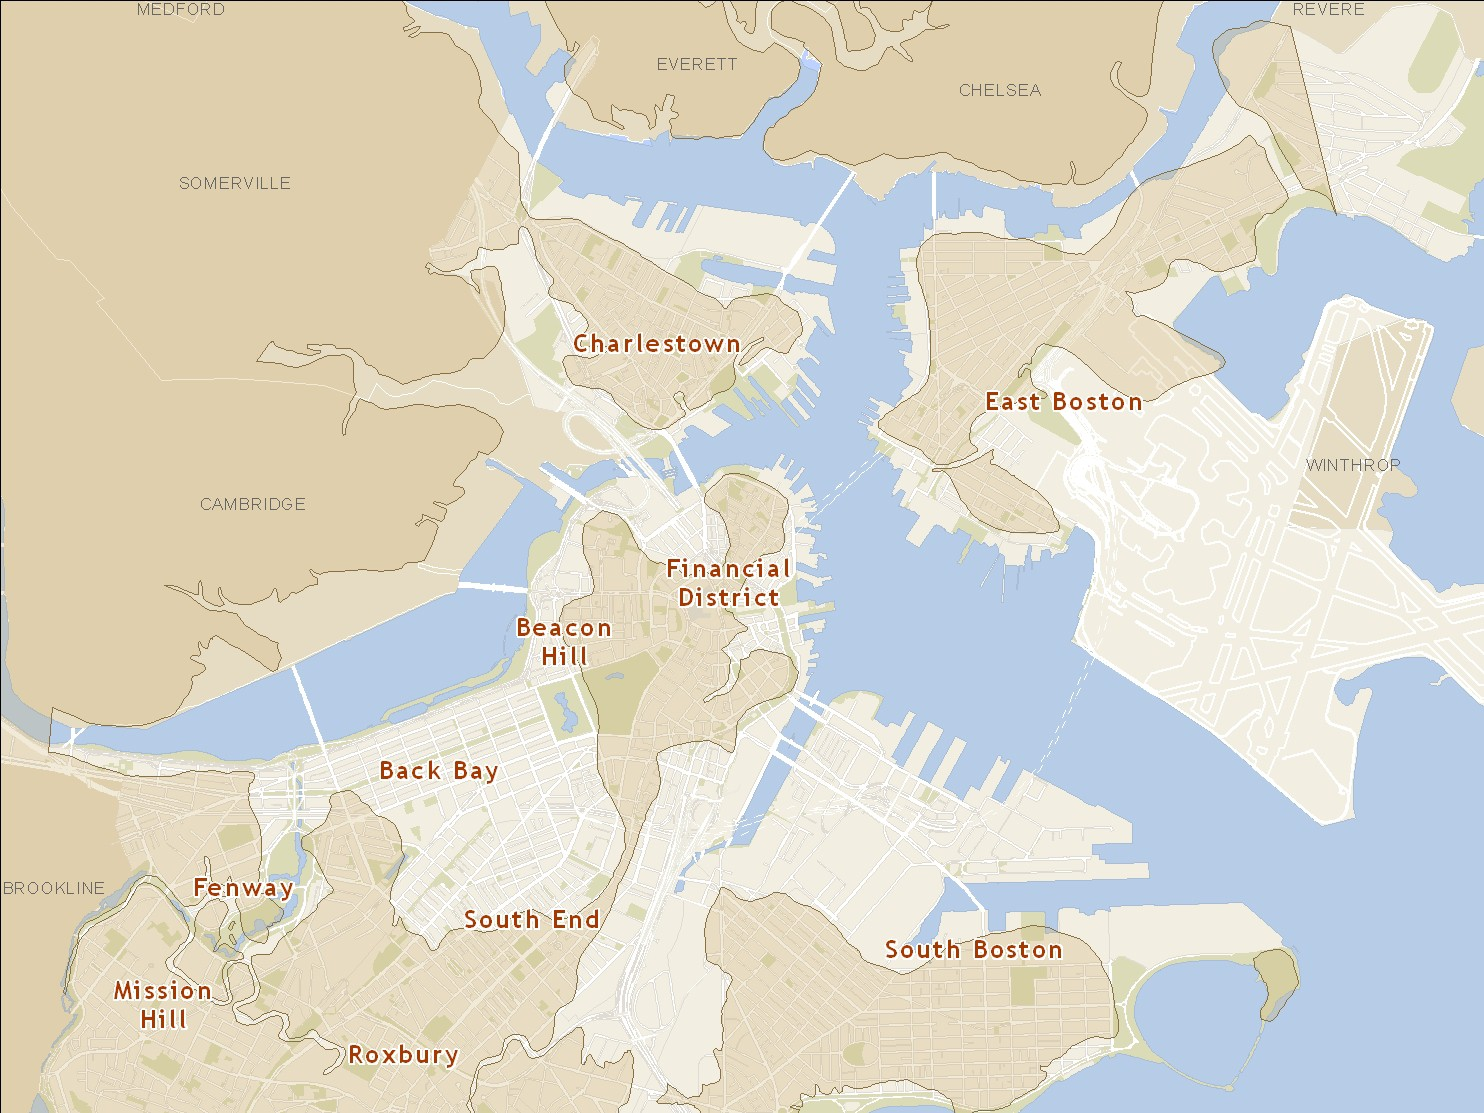 MEDFORD
REVERE
EVERETT
CHELSEA
SOMERVILLE
Charlestown
East Boston
WINTHROP
CAMBRIDGE
Financial
District
Beacon
Hill
Back Bay
BROOKLINE
Fenway
South End
South Boston
Mission
Hill
Roxbury